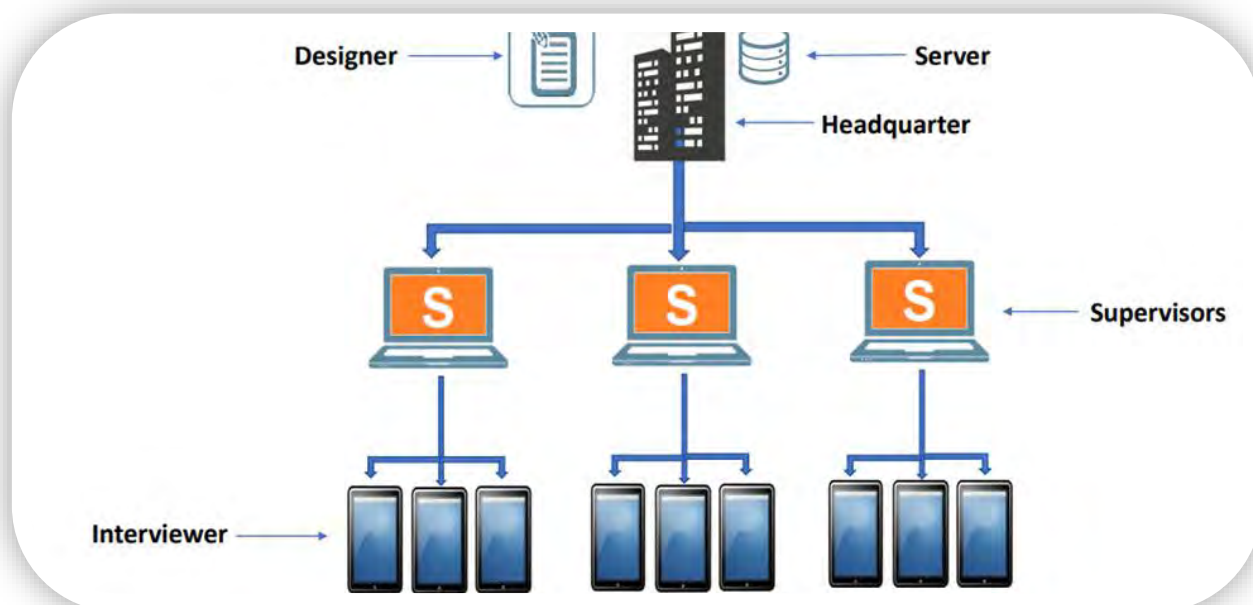 Designer
Server
Headquarter
S
S
S
Supervisors
Interviewer